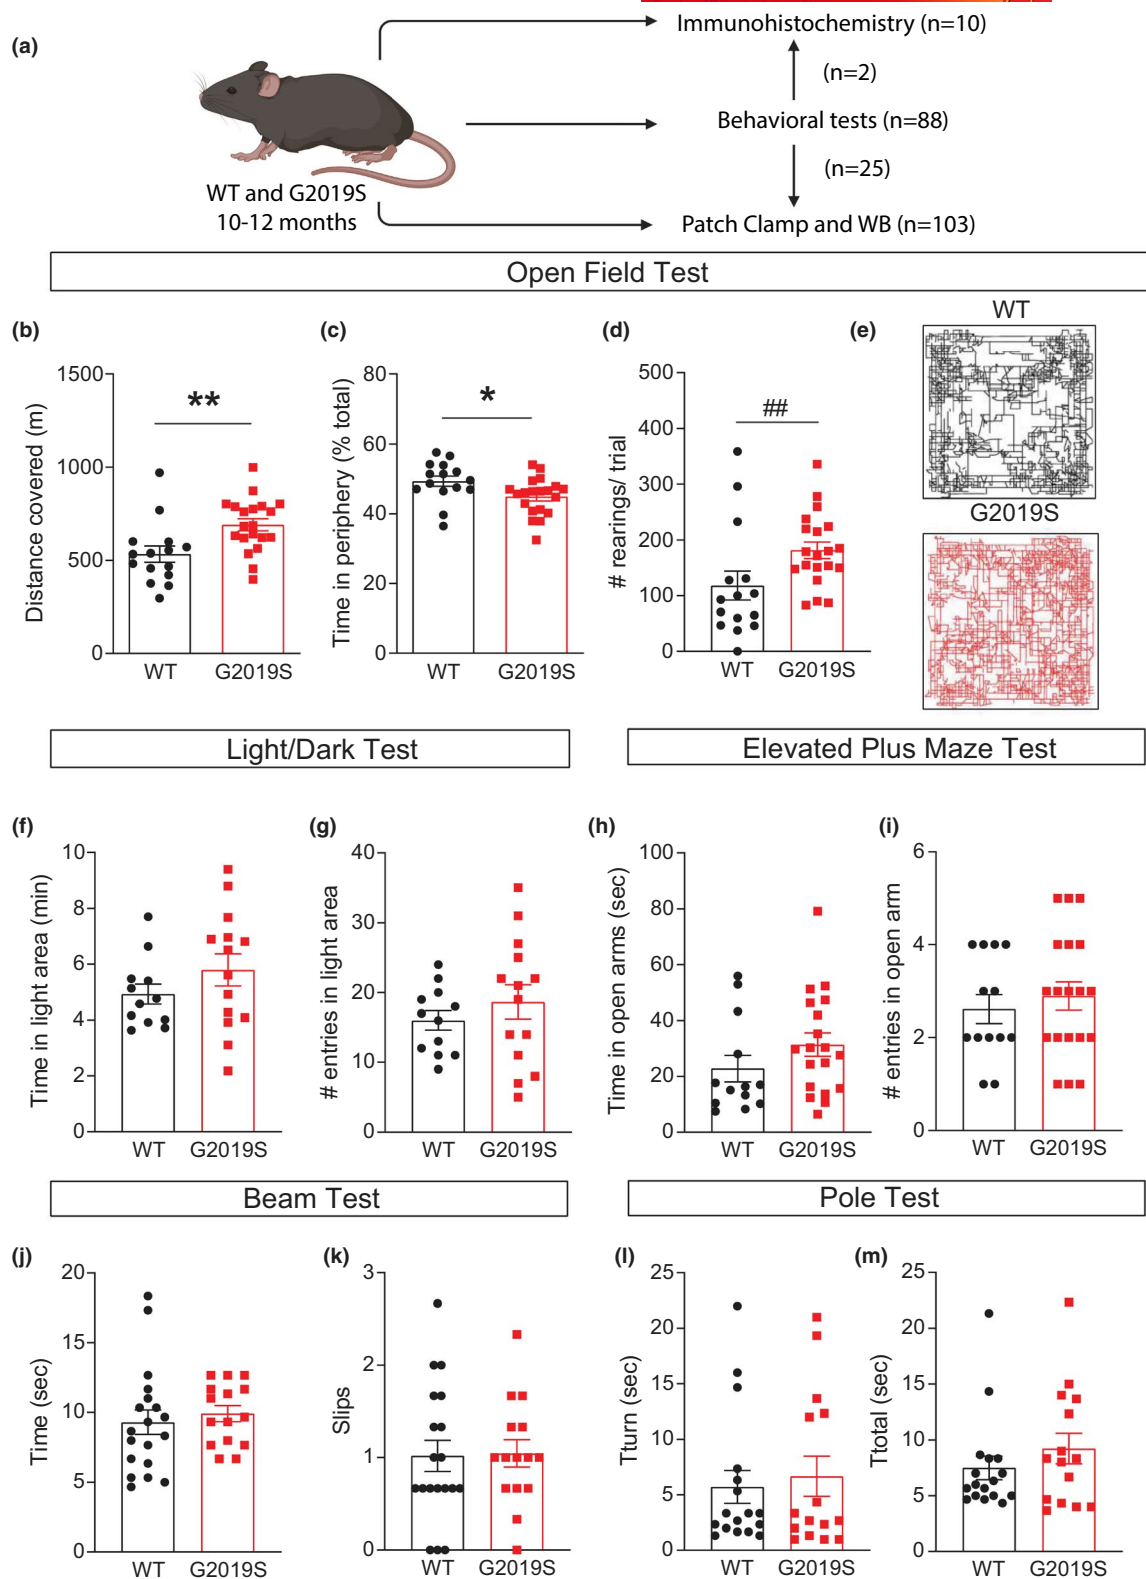 (a)
Immunohistochemistry (n=10)
(n=2)
Behavioral tests (n=88)
(n=25)
Patch Clamp and WB (n=103)
WT and G2019S
10-12 months
Open Field Test
(b)
Distance covered (m)
1500
1000
500
0
**
WT
G2019S
(c)
Time in periphery (% total)
80
60
40
20
0
*
WT
G2019S
(d)
# rearings/ trial
500
400
300
200
100
0
##
WT
G2019S
(e)
WT
G2019S
Light/Dark Test
Elevated Plus Maze Test
(f)
Time in light area (min)
10
8
6
4
2
0
WT
G2019S
(g)
# entries in light area
40
30
20
10
0
WT
G2019S
(h)
Time in open arms (sec)
100
80
60
40
20
0
WT
G2019S
(i)
# entries in open arm
6
4
2
0
WT
G2019S
Beam Test
Pole Test
(j)
Time (sec)
20
15
10
5
0
WT
G2019S
(k)
Slips
3
2
1
0
WT
G2019S
(l)
Tturn (sec)
25
20
15
10
5
0
WT
G2019S
(m)
Ttotal (sec)
25
20
15
10
5
0
WT
G2019S